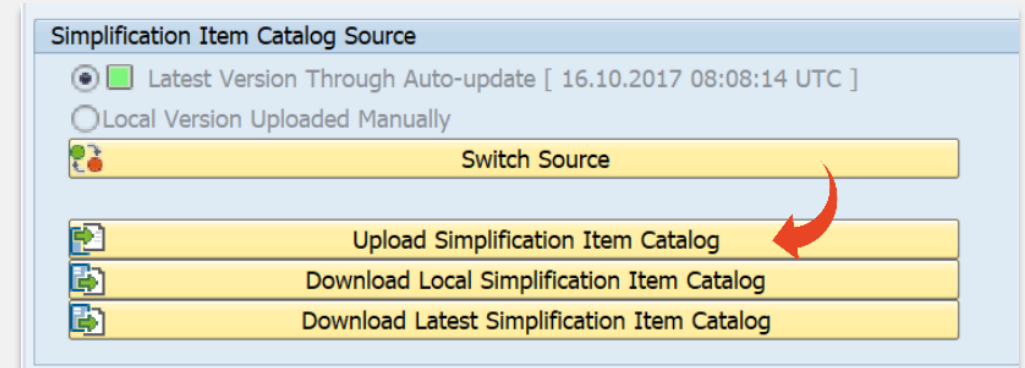 Simplification Item Catalog Source
Latest Version Through Auto-update [ 16.10.2017 08:08:14 UTC ]
Local Version Uploaded Manually
Switch Source
Upload Simplification Item Catalog
Download Local Simplification Item Catalog
Download Latest Simplification Item Catalog